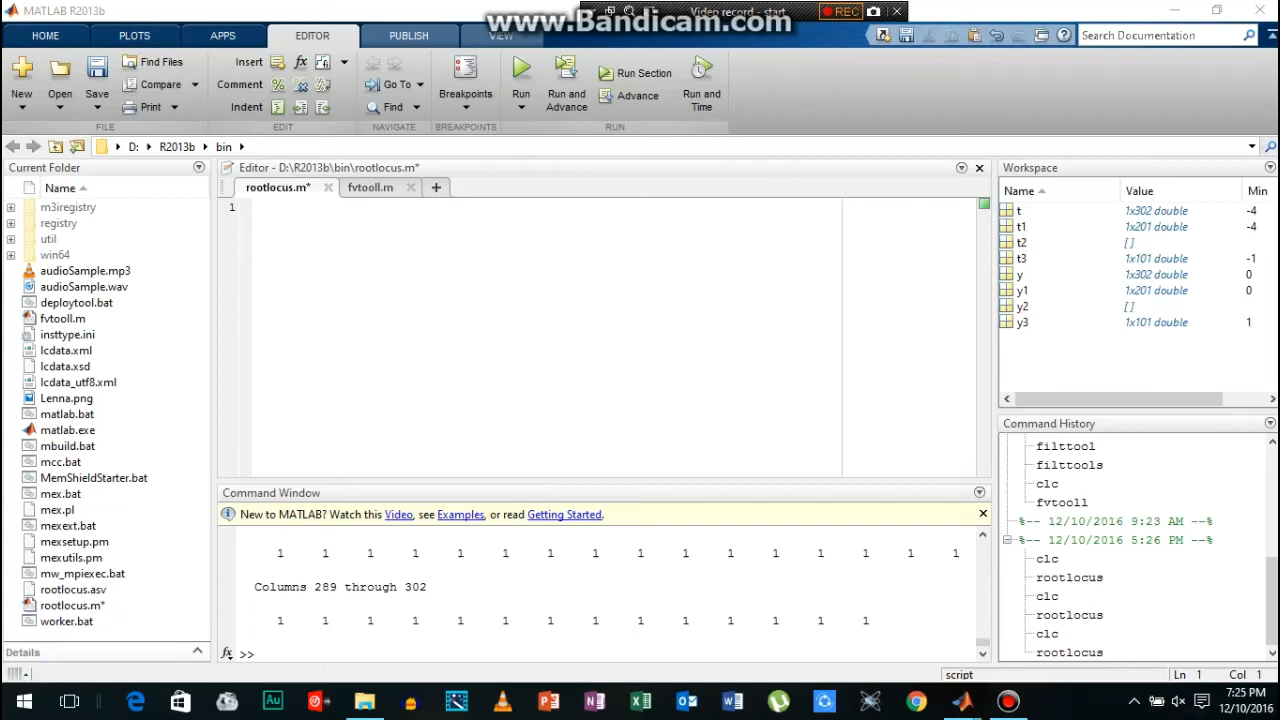 MATLAB R2013b
Video record - start
REC
www.Bandicam.com
HOME PLOTS APPS EDITOR PUBLISH VIEW
Search Documentation
New Open Save
Find Files
Compare
Print
Insert
Comment
Indent
Go To
Find
Breakpoints
Run
Run and Advance
Run Section
Advance
Run and Time
FILE EDIT NAVIGATE BREAKPOINTS RUN
D: R2013b bin
Current Folder
Name
m3iregistry
registry
util
win64
audioSample.mp3
audioSample.wav
deploytool.bat
fvtooll.m
insttype.ini
lcdata.xml
lcdata.xsd
lcdata_utf8.xml
Lenna.png
matlab.bat
matlab.exe
mbuild.bat
mcc.bat
MemShieldStarter.bat
mex.bat
mex.pl
mexext.bat
mexsetup.pm
mexutils.pm
mw_mpiexec.bat
rootlocus.asv
rootlocus.m*
worker.bat
Details
Editor - D:\R2013b\bin\rootlocus.m*
rootlocus.m* fvtooll.m
1
Command Window
New to MATLAB? Watch this Video, see Examples, or read Getting Started.
1 1 1 1 1 1 1 1 1 1 1 1 1 1 1 1
Columns 289 through 302
1 1 1 1 1 1 1 1 1 1 1 1 1 1
fx >>
Workspace
Name Value Min
t 1x302 double -4
t1 1x201 double -4
t2 []
t3 1x101 double -1
y 1x302 double 0
y1 1x201 double 0
y2 []
y3 1x101 double 1
Command History
filttool
filttools
clc
fvtooll
%-- 12/10/2016 9:23 AM --%
%-- 12/10/2016 5:26 PM --%
clc
rootlocus
clc
rootlocus
clc
rootlocus
script Ln 1 Col 1
7:25 PM
12/10/2016